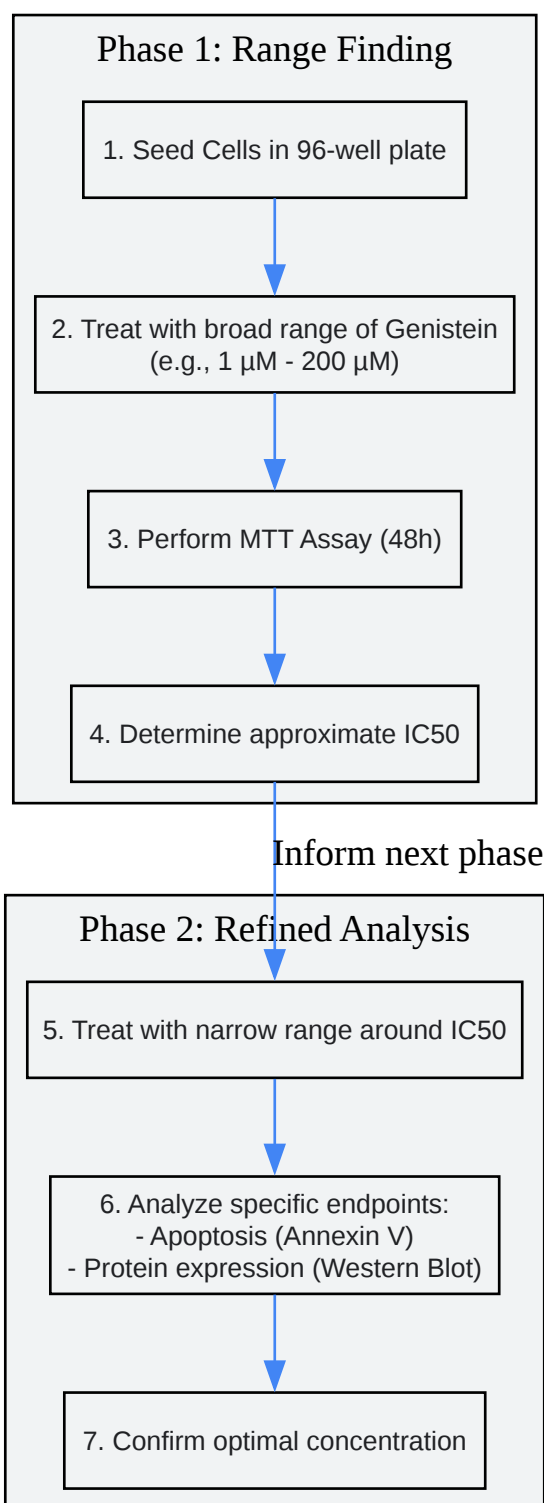 Phase 1: Range Finding
1. Seed Cells in 96-well plate
2. Treat with broad range of Genistein
(e.g., 1 µM - 200 µM)
3. Perform MTT Assay (48h)
4. Determine approximate IC50
Inform next phase
Phase 2: Refined Analysis
5. Treat with narrow range around IC50
6. Analyze specific endpoints:
- Apoptosis (Annexin V)
- Protein expression (Western Blot)
7. Confirm optimal concentration